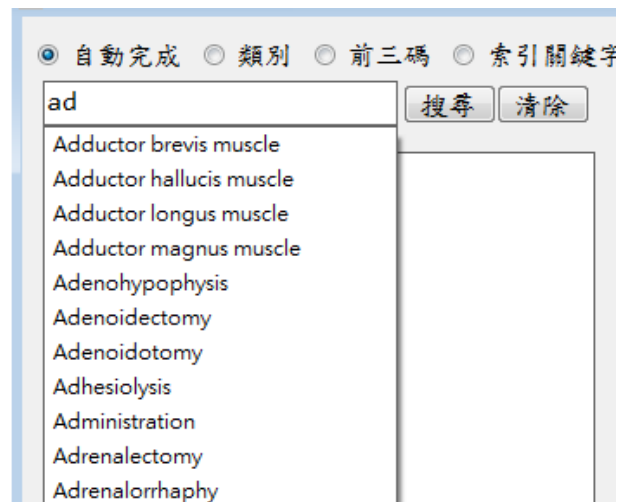 自動完成 類別 前三碼 索引關鍵字
ad 搜尋 清除
Adductor brevis muscle
Adductor hallucis muscle
Adductor longus muscle
Adductor magnus muscle
Adenohypophysis
Adenoidectomy
Adenoidotomy
Adhesiolysis
Administration
Adrenalectomy
Adrenalorrhaphy